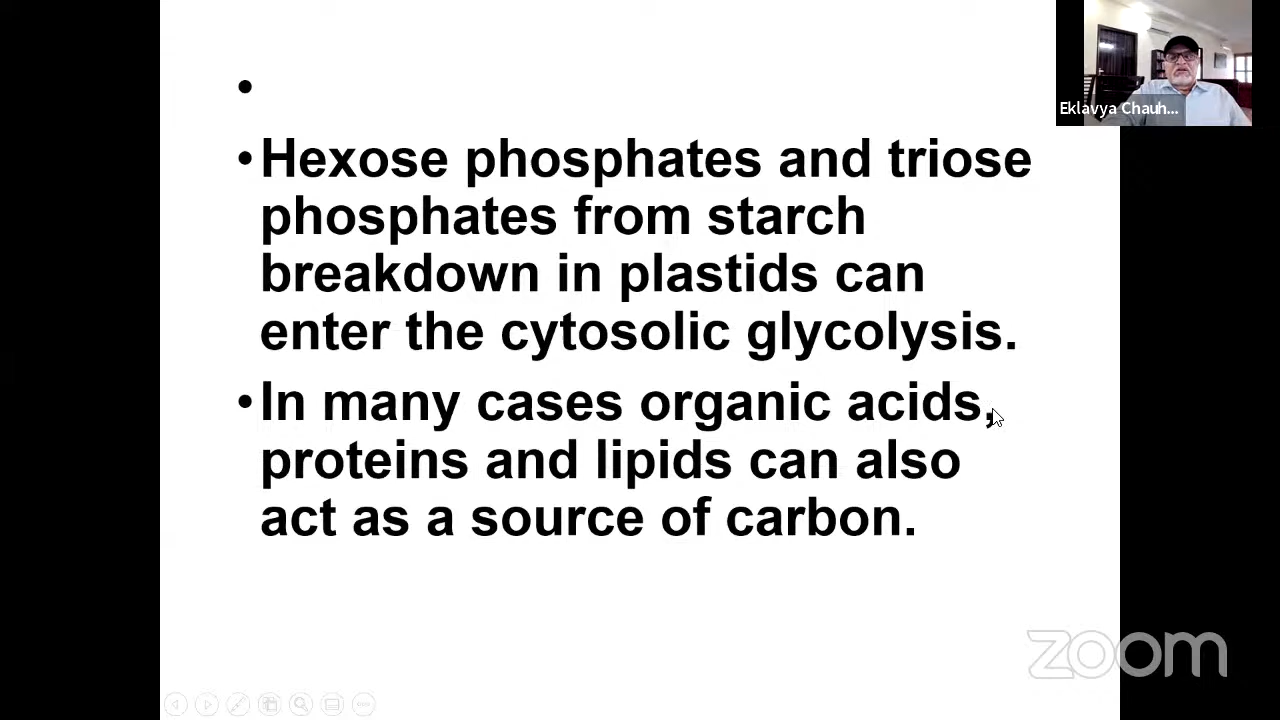 Eklavya Chauh...
•
• Hexose phosphates and triose
phosphates from starch
breakdown in plastids can
enter the cytosolic glycolysis.
• In many cases organic acids,
proteins and lipids can also
act as a source of carbon.
zoom